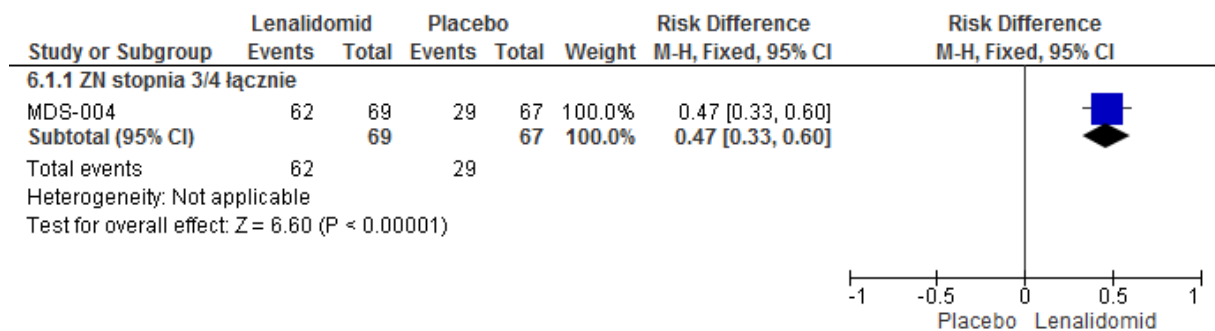 Lenalidomid Placebo Risk Difference Risk Difference
Study or Subgroup Events Total Events Total Weight M-H, Fixed, 95% CI M-H, Fixed, 95% CI
6.1.1 ZN stopnia 3/4 łącznie
MDS-004 62 69 29 67 100.0% 0.47 [0.33, 0.60]
Subtotal (95% CI) 69 67 100.0% 0.47 [0.33, 0.60]
Total events 62 29
Heterogeneity: Not applicable
Test for overall effect: Z = 6.60 (P < 0.00001)
-1 -0.5 0 0.5 1
Placebo Lenalidomid